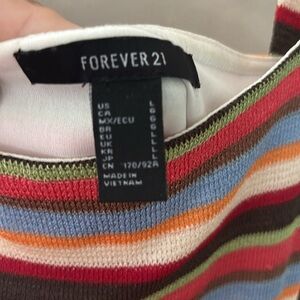 FOREVER 21
US L
CA G
MX/ECU G
BR G
EU L
UK L
KR L
JP L
CN 170/92A
MADE IN
VIETNAM